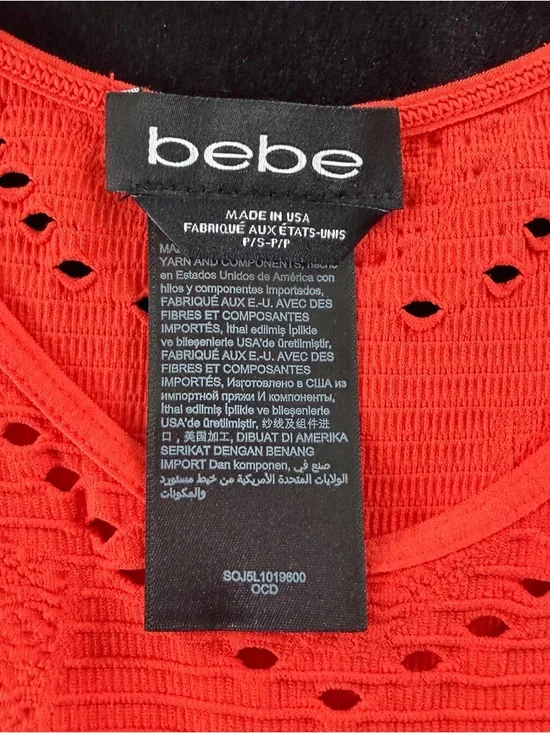 bebe
MADE IN USA
FABRIQUÉ AUX ÉTATS-UNIS
P/S-P/P
YARN AND COMPONENTS, hecho
en Estados Unidos de América con
hilos y componentes importados,
FABRIQUÉ AUX E.-U. AVEC DES
FIBRES ET COMPOSANTES
IMPORTÉS, İthal edilmiş İplikle
ve bileşenlerle USA'de üretilmiştir,
FABRIQUÉ AUX E.-U. AVEC DES
FIBRES ET COMPOSANTES
IMPORTÉS, Изготовлено в США из
импортной пряжи И компоненты,
İthal edilmiş İplikle ve bileşenlerle
USA'de üretilmiştir, 纱线及组件进
口，美国加工, DIBUAT DI AMERIKA
SERIKAT DENGAN BENANG
IMPORT Dan komponen, صنع في
الولايات المتحدة الأمريكية من خيط مستورد
والمكونات
SOJ5L1019600
OCD